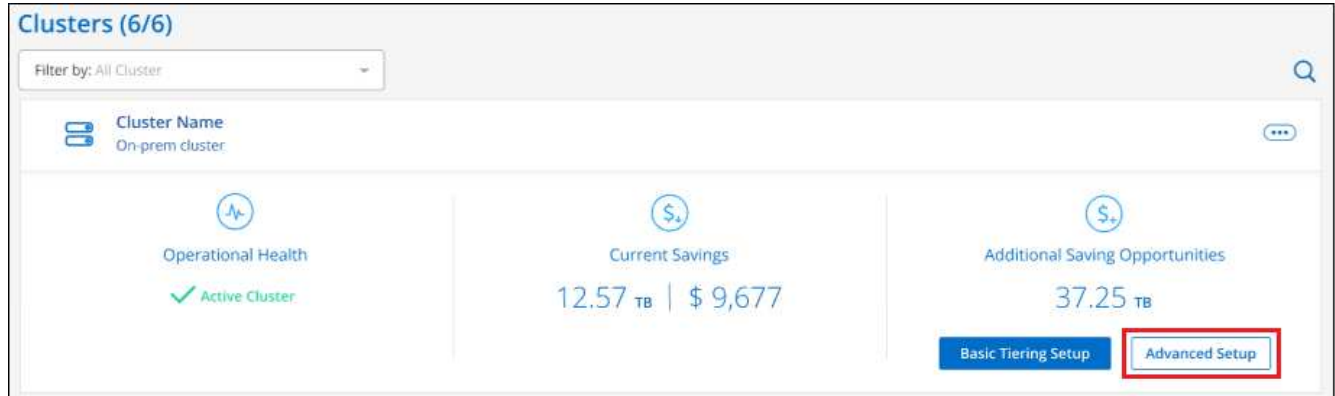 Clusters (6/6)
Filter by: All Cluster
Cluster Name
On-prem cluster
Operational Health
Active Cluster
Current Savings
12.57 TB | $ 9,677
Additional Saving Opportunities
37.25 TB
Basic Tiering Setup
Advanced Setup